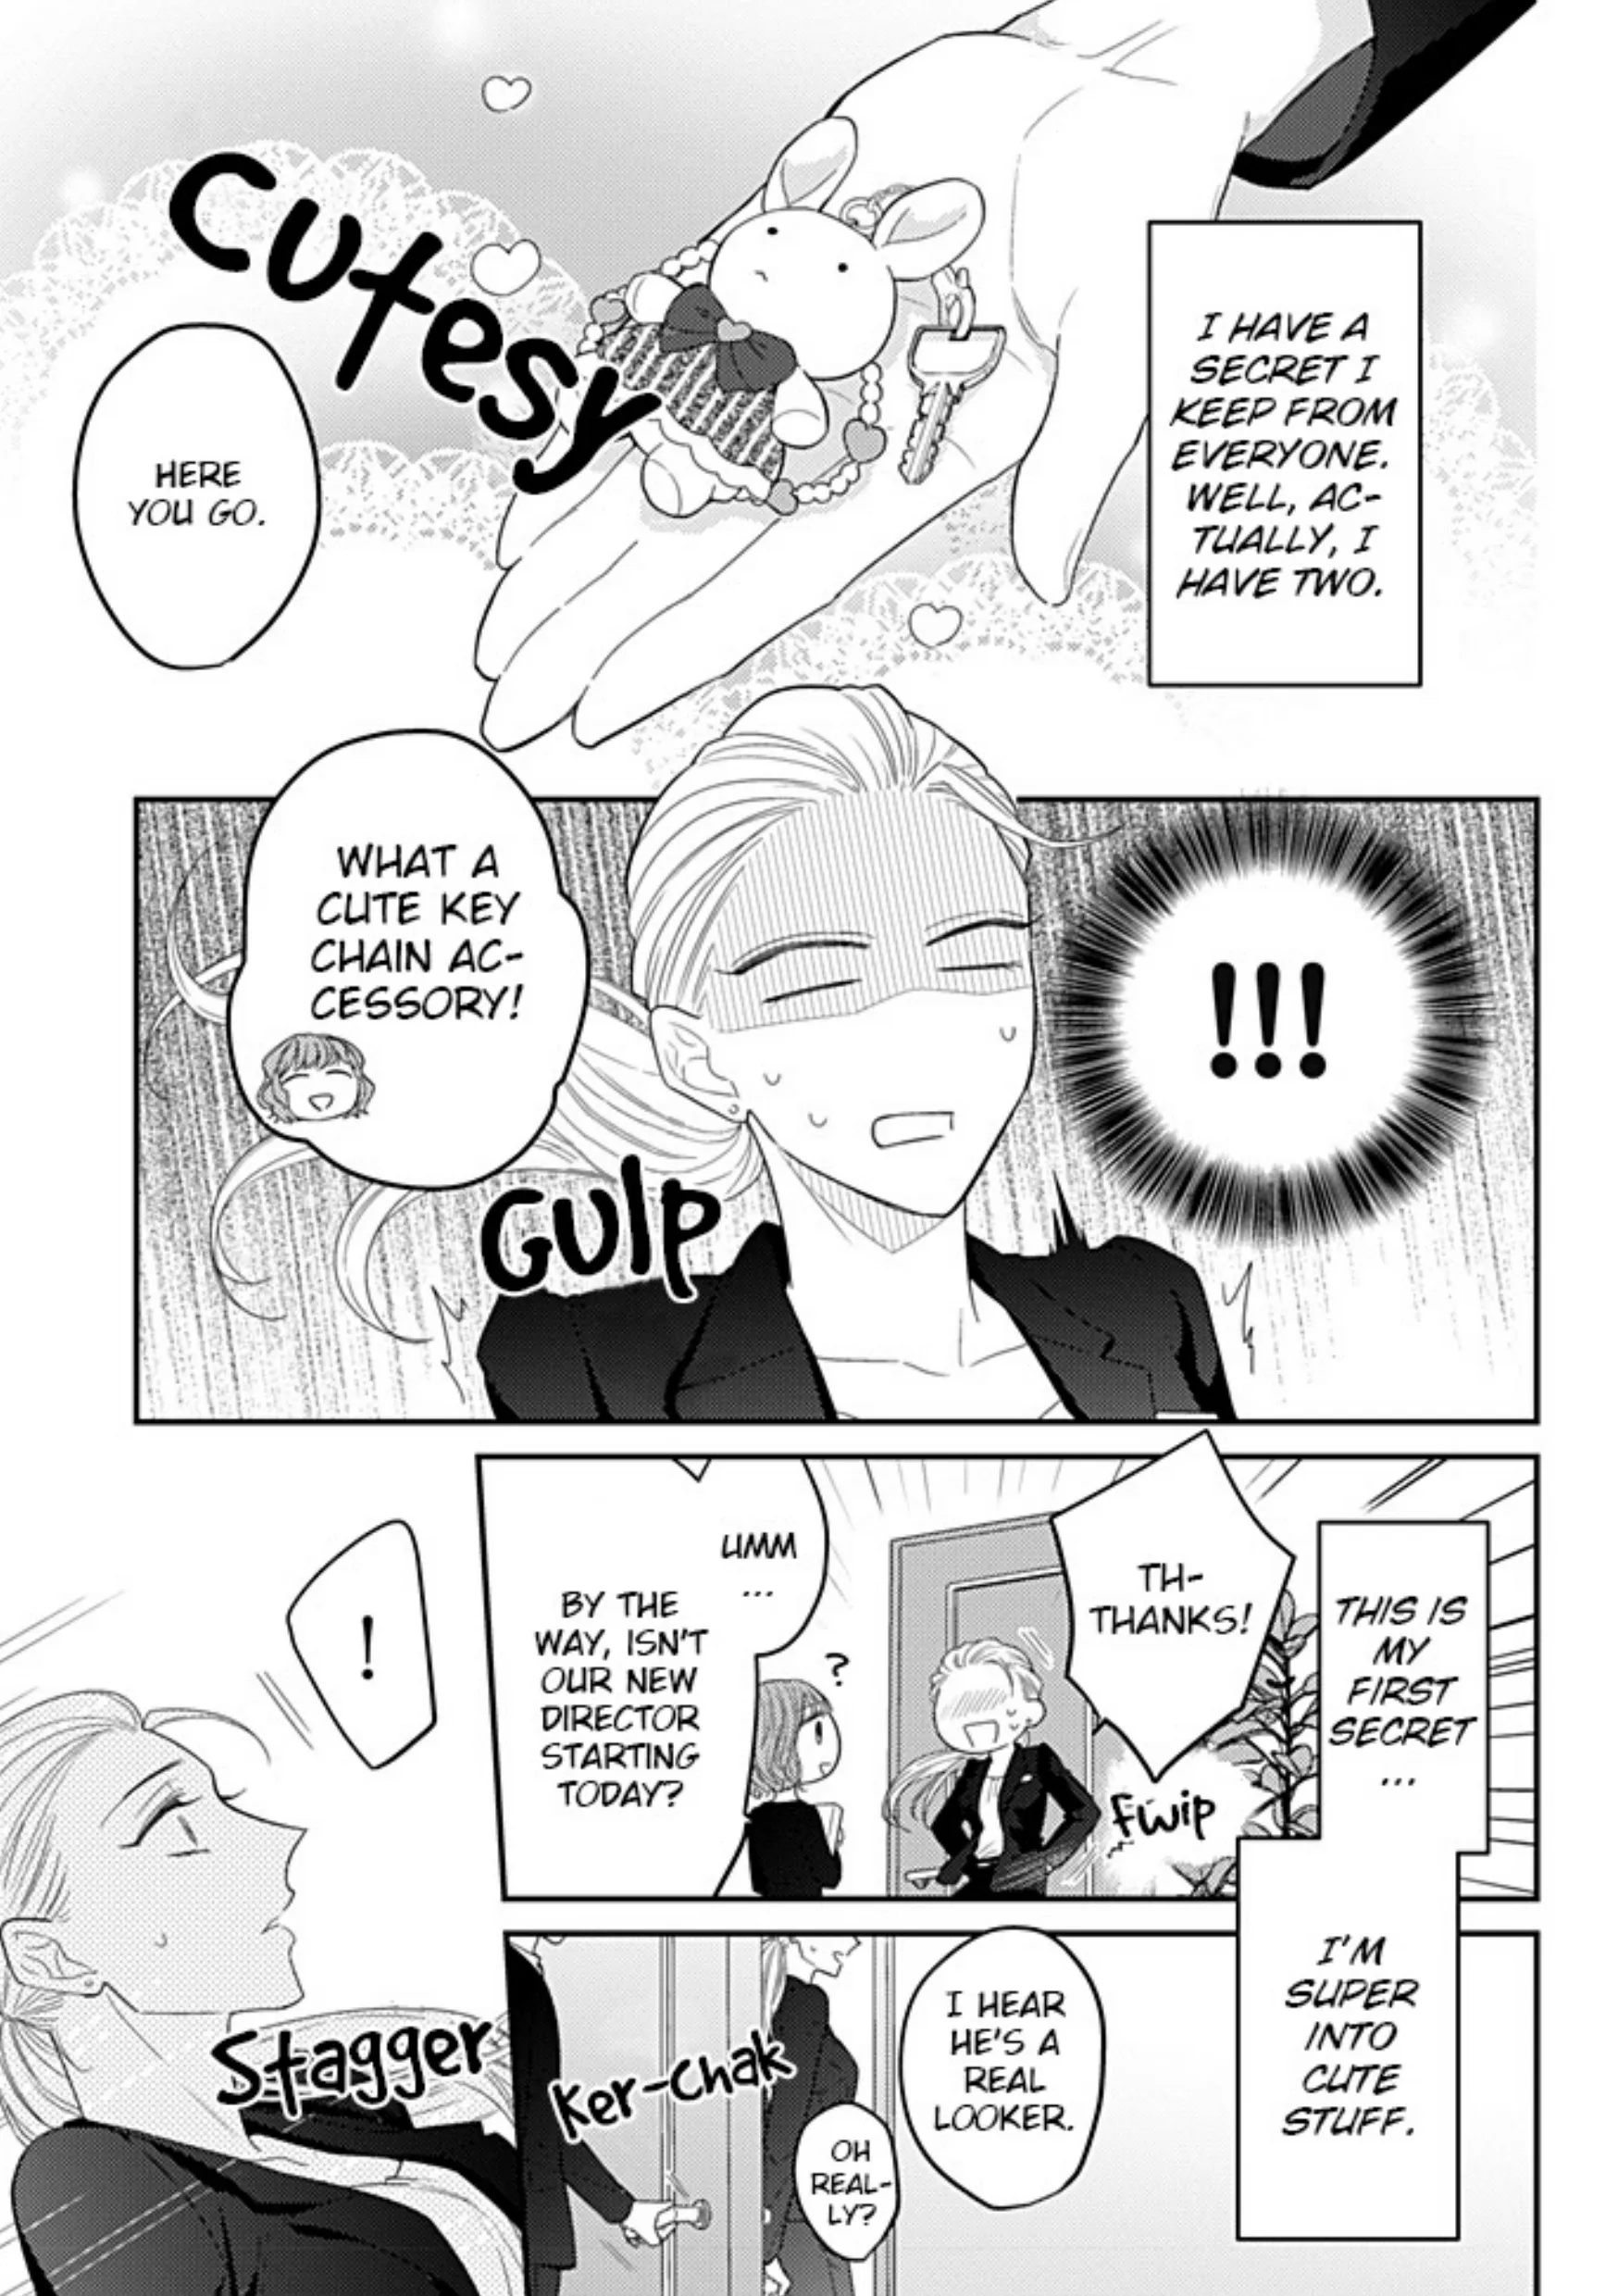 I HAVE A
SECRET I
KEEP FROM
EVERYONE.
WELL, AC-
TUALLY, I
HAVE TWO.
cutesy
HERE
YOU GO.
!!!
WHAT A
CUTE KEY
CHAIN AC-
CESSORY!
Gulp
THIS IS
MY
FIRST
SECRET
...
TH-
THANKS!
Fwip
?
UMM
...
BY THE
WAY, ISN'T
OUR NEW
DIRECTOR
STARTING
TODAY?
I'M
SUPER
INTO
CUTE
STUFF.
I HEAR
HE'S A
REAL
LOOKER.
OH
REAL-
LY?
Ker-Chak
!
Stagger